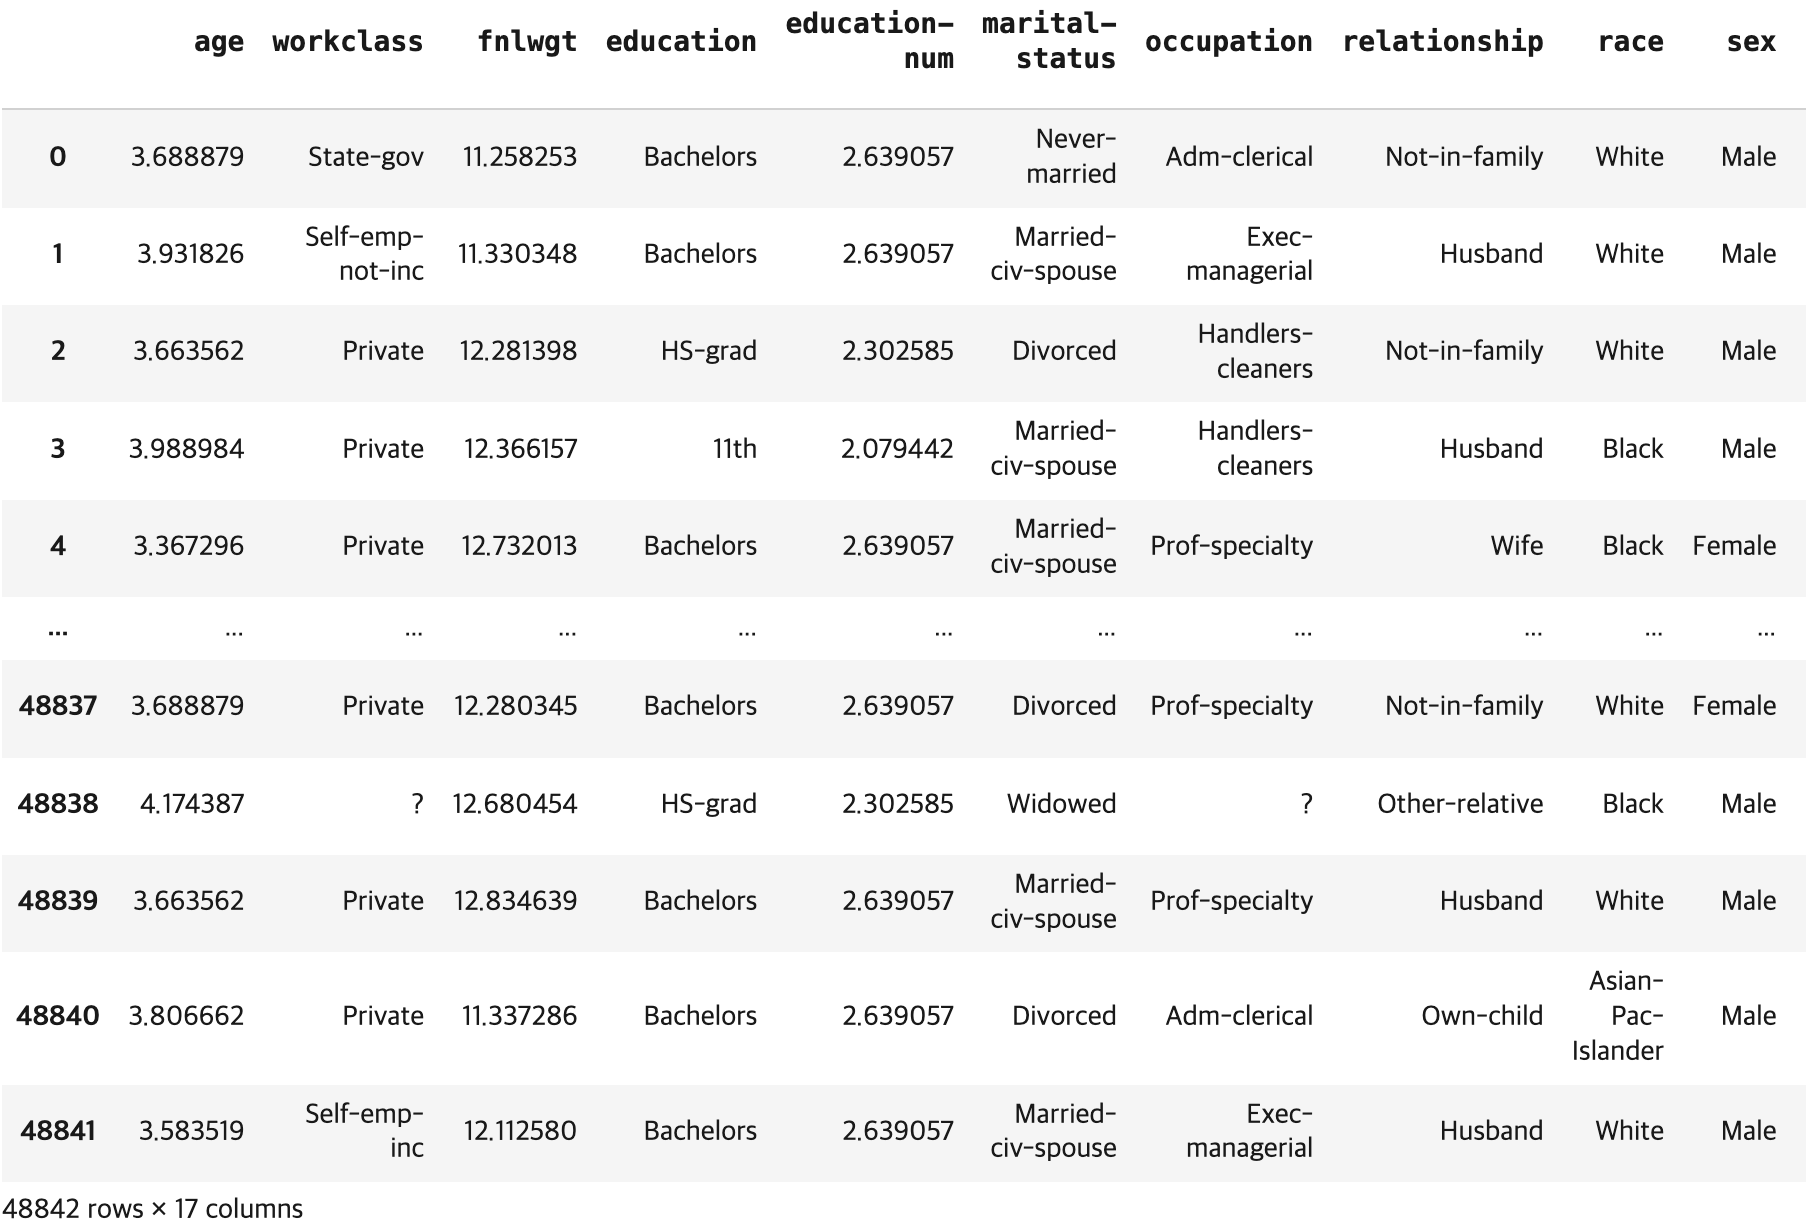 age workclass fnlwgt education education-num marital-status occupation relationship race sex
0 3.688879 State-gov 11.258253 Bachelors 2.639057 Never-married Adm-clerical Not-in-family White Male
1 3.931826 Self-emp-not-inc 11.330348 Bachelors 2.639057 Married-civ-spouse Exec-managerial Husband White Male
2 3.663562 Private 12.281398 HS-grad 2.302585 Divorced Handlers-cleaners Not-in-family White Male
3 3.988984 Private 12.366157 11th 2.079442 Married-civ-spouse Handlers-cleaners Husband Black Male
4 3.367296 Private 12.732013 Bachelors 2.639057 Married-civ-spouse Prof-specialty Wife Black Female
... ... ... ... ... ... ... ... ... ... ...
48837 3.688879 Private 12.280345 Bachelors 2.639057 Divorced Prof-specialty Not-in-family White Female
48838 4.174387 ? 12.680454 HS-grad 2.302585 Widowed ? Other-relative Black Male
48839 3.663562 Private 12.834639 Bachelors 2.639057 Married-civ-spouse Prof-specialty Husband White Male
48840 3.806662 Private 11.337286 Bachelors 2.639057 Divorced Adm-clerical Own-child Asian-Pac-Islander Male
48841 3.583519 Self-emp-inc 12.112580 Bachelors 2.639057 Married-civ-spouse Exec-managerial Husband White Male
48842 rows × 17 columns